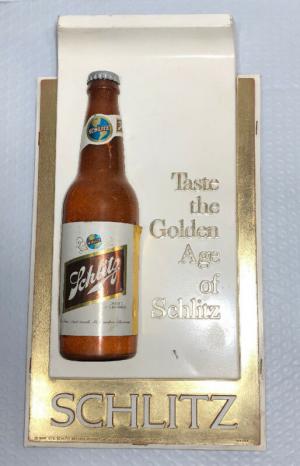 SCHLITZ
Taste
the
Golden
Age
of
Schlitz
Schlitz
SCHLITZ